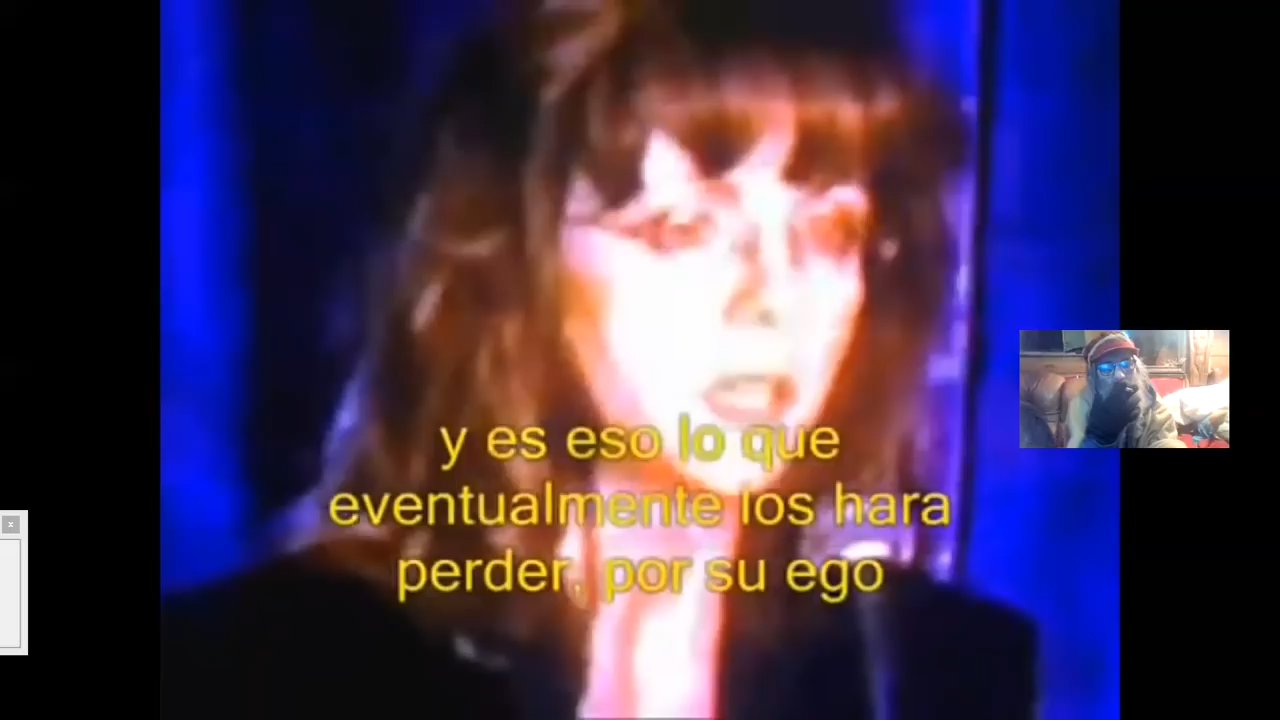 y es eso lo que
eventualmente los hara
perder, por su ego